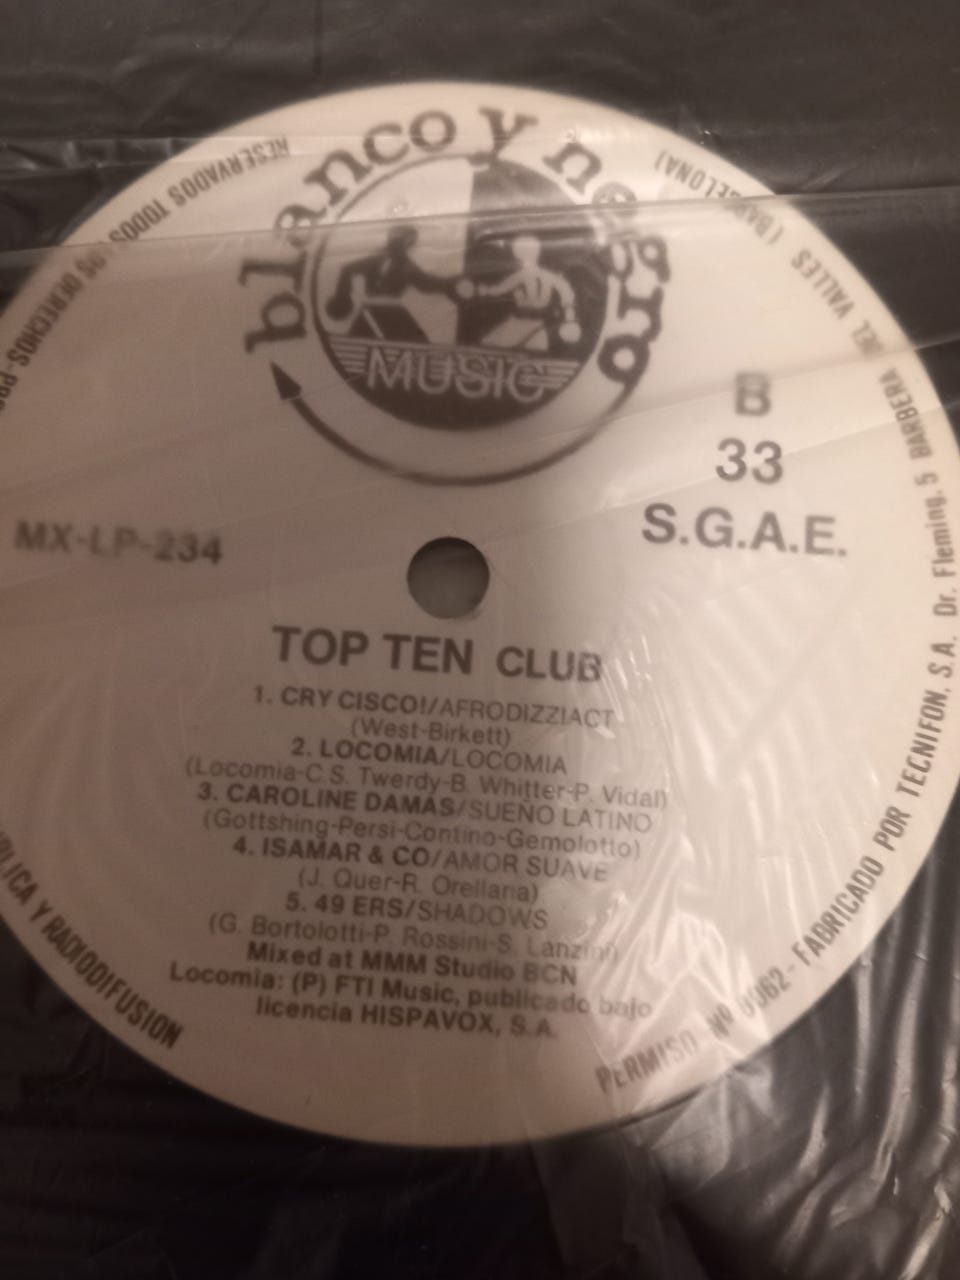 blanco y negro
MUSIC
B
33
S.G.A.E.
MX-LP-234
TOP TEN CLUB
1. CRY CISCO!/AFRODIZZIACT
(West-Birkett)
2. LOCOMIA/LOCOMIA
(Locomia-C.S. Twerdy-B. Whitter-P. Vidal)
3. CAROLINE DAMAS/SUEÑO LATINO
(Gottshing-Persi-Contino-Gemolotto)
4. ISAMAR & CO/AMOR SUAVE
(J. Quer-R. Orellana)
5. 49 ERS/SHADOWS
(G. Bortolotti-P. Rossini-S. Lanzini)
Mixed at MMM Studio BCN
Locomia: (P) FTI Music, publicado bajo
licencia HISPAVOX, S.A.
RESERVADOS TODOS LOS DERECHOS
Y RADIODIFUSION
PERMISO Nº - FABRICADO POR TECNIFON, S.A. Dr. Fleming, 5 BARBERA DEL VALLES (BARCELONA)